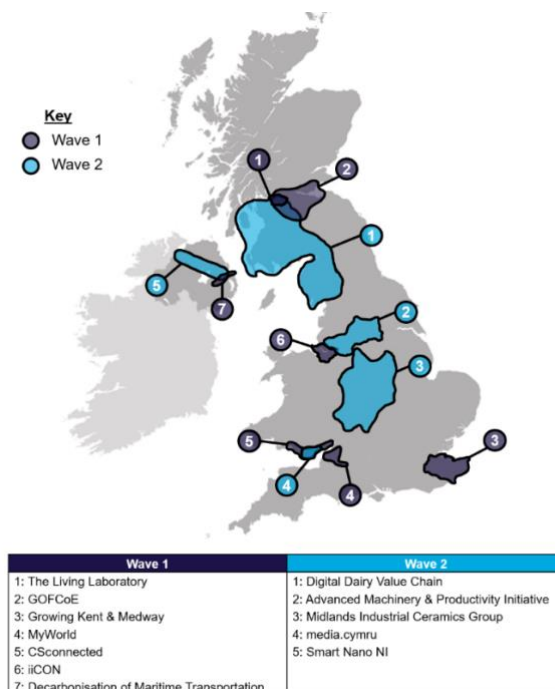 Key
Wave 1
Wave 2
1
2
1
5
7
2
6
3
5
3
4
4
Wave 1 Wave 2
1: The Living Laboratory 1: Digital Dairy Value Chain
2: GOFCoE 2: Advanced Machinery & Productivity Initiative
3: Growing Kent & Medway 3: Midlands Industrial Ceramics Group
4: MyWorld 4: media.cymru
5: CSconnected 5: Smart Nano NI
6: iiCON
7: Decarbonisation of Maritime Transportation